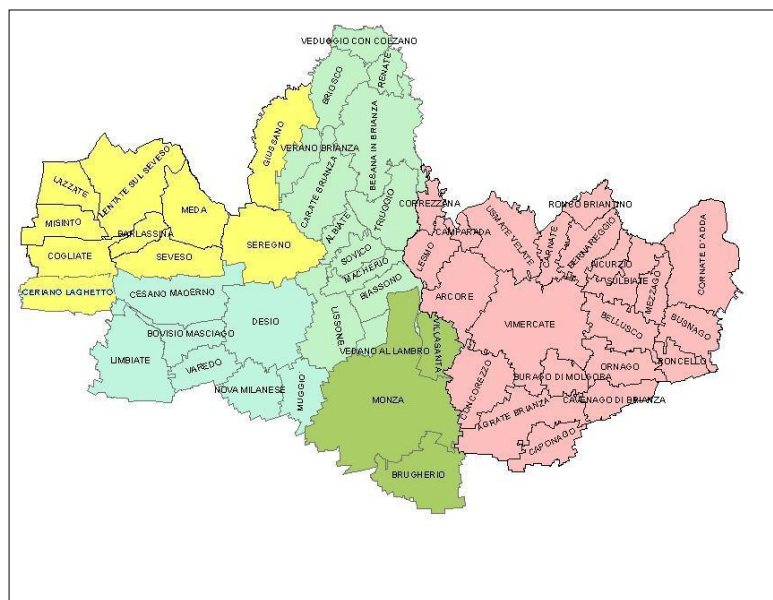 VEDUGGIO CON COLZANO
RENATE
BRIOSCO
GIUSSANO
VERANO BRIANZA
BESANA IN BRIANZA
CARATE BRIANZA
TRIUGGIO
ALBIATE
LAZZATE
LENTATE SUL SEVESO
MEDA
MISINTO
BARLASSINA
COGLIATE
SEVESO
SEREGNO
CERIANO LAGHETTO
CESANO MADERNO
SOVICO
MACHERIO
BIASSONO
DESIO
LISSONE
BOVISIO MASCIAGO
LIMBIATE
VAREDO
NOVA MILANESE
MUGGIO'
VEDANO AL LAMBRO
VILLASANTA
MONZA
BRUGHERIO
CORREZZANA
CAMPARADA
LESMO
USMATE VELATE
RONCO BRIANTINO
CARNATE
BERNAREGGIO
AICURZIO
SULBIATE
MEZZAGO
CORNATE D'ADDA
ARCORE
VIMERCATE
BELLUSCO
BUSNAGO
RONCELLO
ORNAGO
CONCOREZZO
BURAGO DI MOLGORA
CAVENAGO DI BRIANZA
AGRATE BRIANZA
CAPONAGO